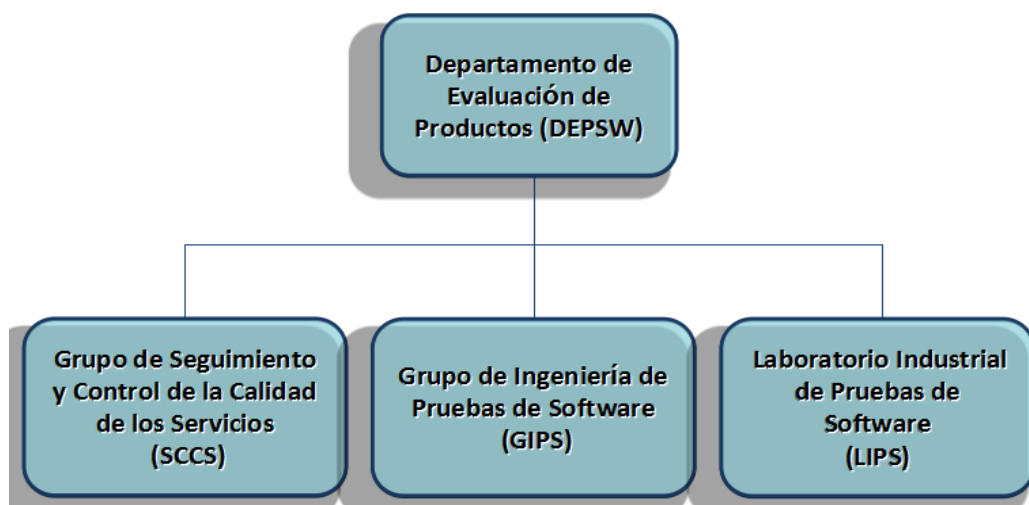 Departamento de
Evaluación de
Productos (DEPSW)
Grupo de Seguimiento
y Control de la Calidad
de los Servicios
(SCCS)
Grupo de Ingeniería de
Pruebas de Software
(GIPS)
Laboratorio Industrial
de Pruebas de
Software
(LIPS)